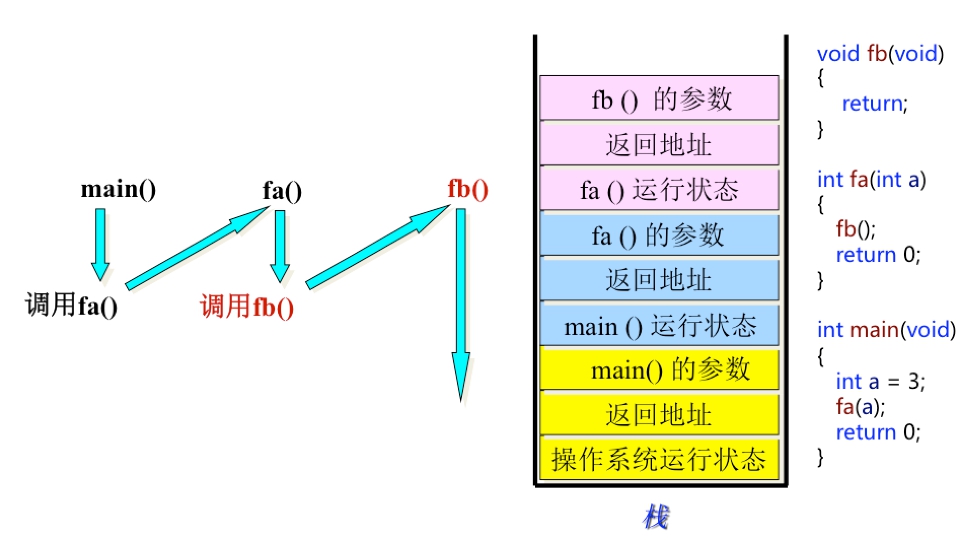 main()
fa()
fb()
调用fa()
调用fb()
fb () 的参数
返回地址
fa () 运行状态
fa () 的参数
返回地址
main () 运行状态
main() 的参数
返回地址
操作系统运行状态
栈
void fb(void)
{
return;
}
int fa(int a)
{
fb();
return 0;
}
int main(void)
{
int a = 3;
fa(a);
return 0;
}